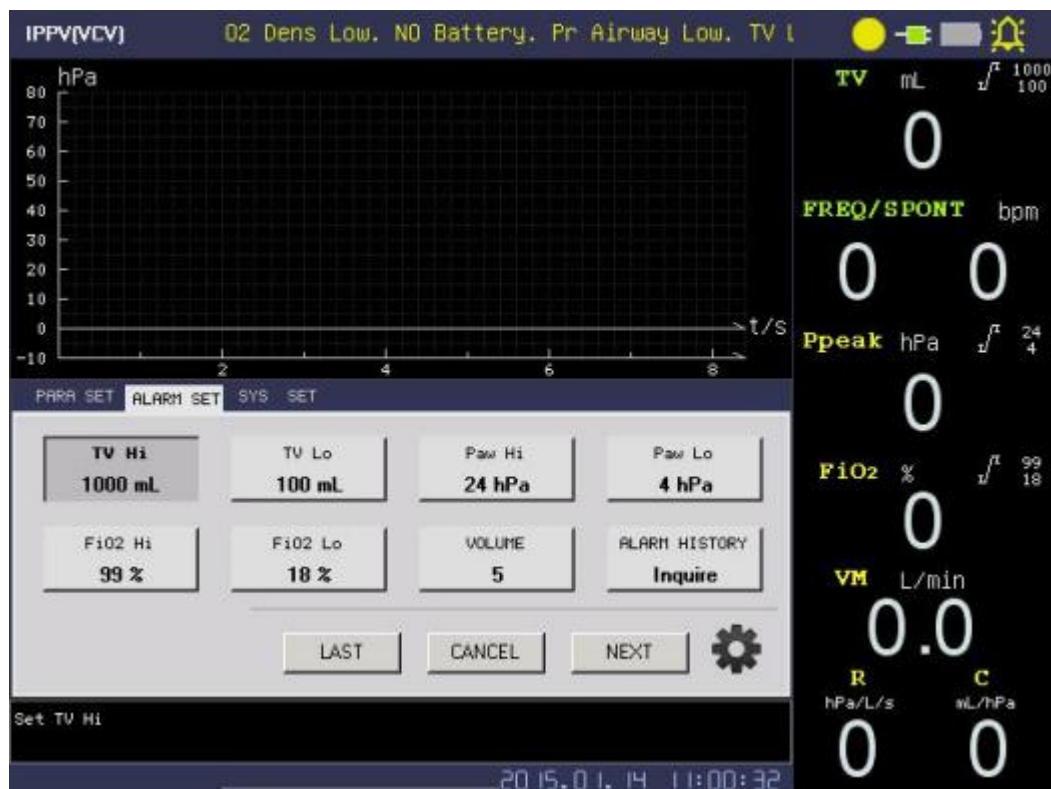 IPPV(VCV) O2 Dens Low. NO Battery. Pr Airway Low. TV L
hPa
80
70
60
50
40
30
20
10
0
-10
2 4 6 8
t/s
PARA SET ALARM SET SYS SET
TV Hi TV Lo Paw Hi Paw Lo
1000 mL 100 mL 24 hPa 4 hPa
FiO2 Hi FiO2 Lo VOLUME ALARM HISTORY
99 % 18 % 5 Inquire
LAST CANCEL NEXT
Set TV Hi
2015.01.14 11:00:32
TV mL 1000
100
0
FREQ/SPONT bpm
0 0
Ppeak hPa 24
4
0
FiO2 % 99
18
0
VM L/min
0.0
R C
hPa/L/s mL/hPa
0 0